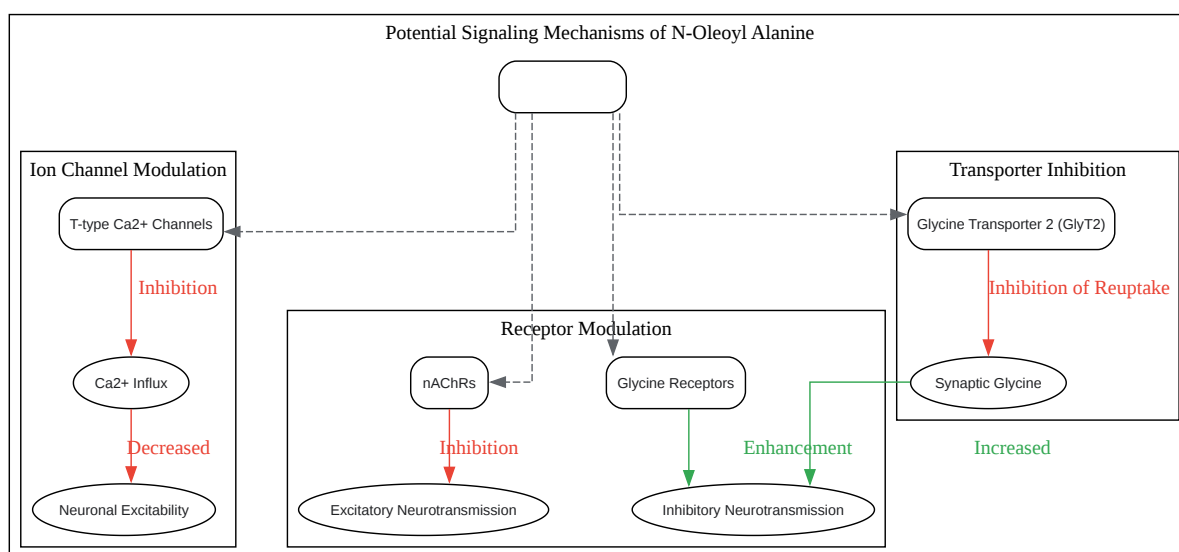 Potential Signaling Mechanisms of N-Oleoyl Alanine
Ion Channel Modulation
Transporter Inhibition
T-type Ca2+ Channels
Glycine Transporter 2 (GlyT2)
Inhibition
Inhibition of Reuptake
Receptor Modulation
Ca2+ Influx
nAChRs
Glycine Receptors
Synaptic Glycine
Decreased
Inhibition
Enhancement
Increased
Neuronal Excitability
Excitatory Neurotransmission
Inhibitory Neurotransmission